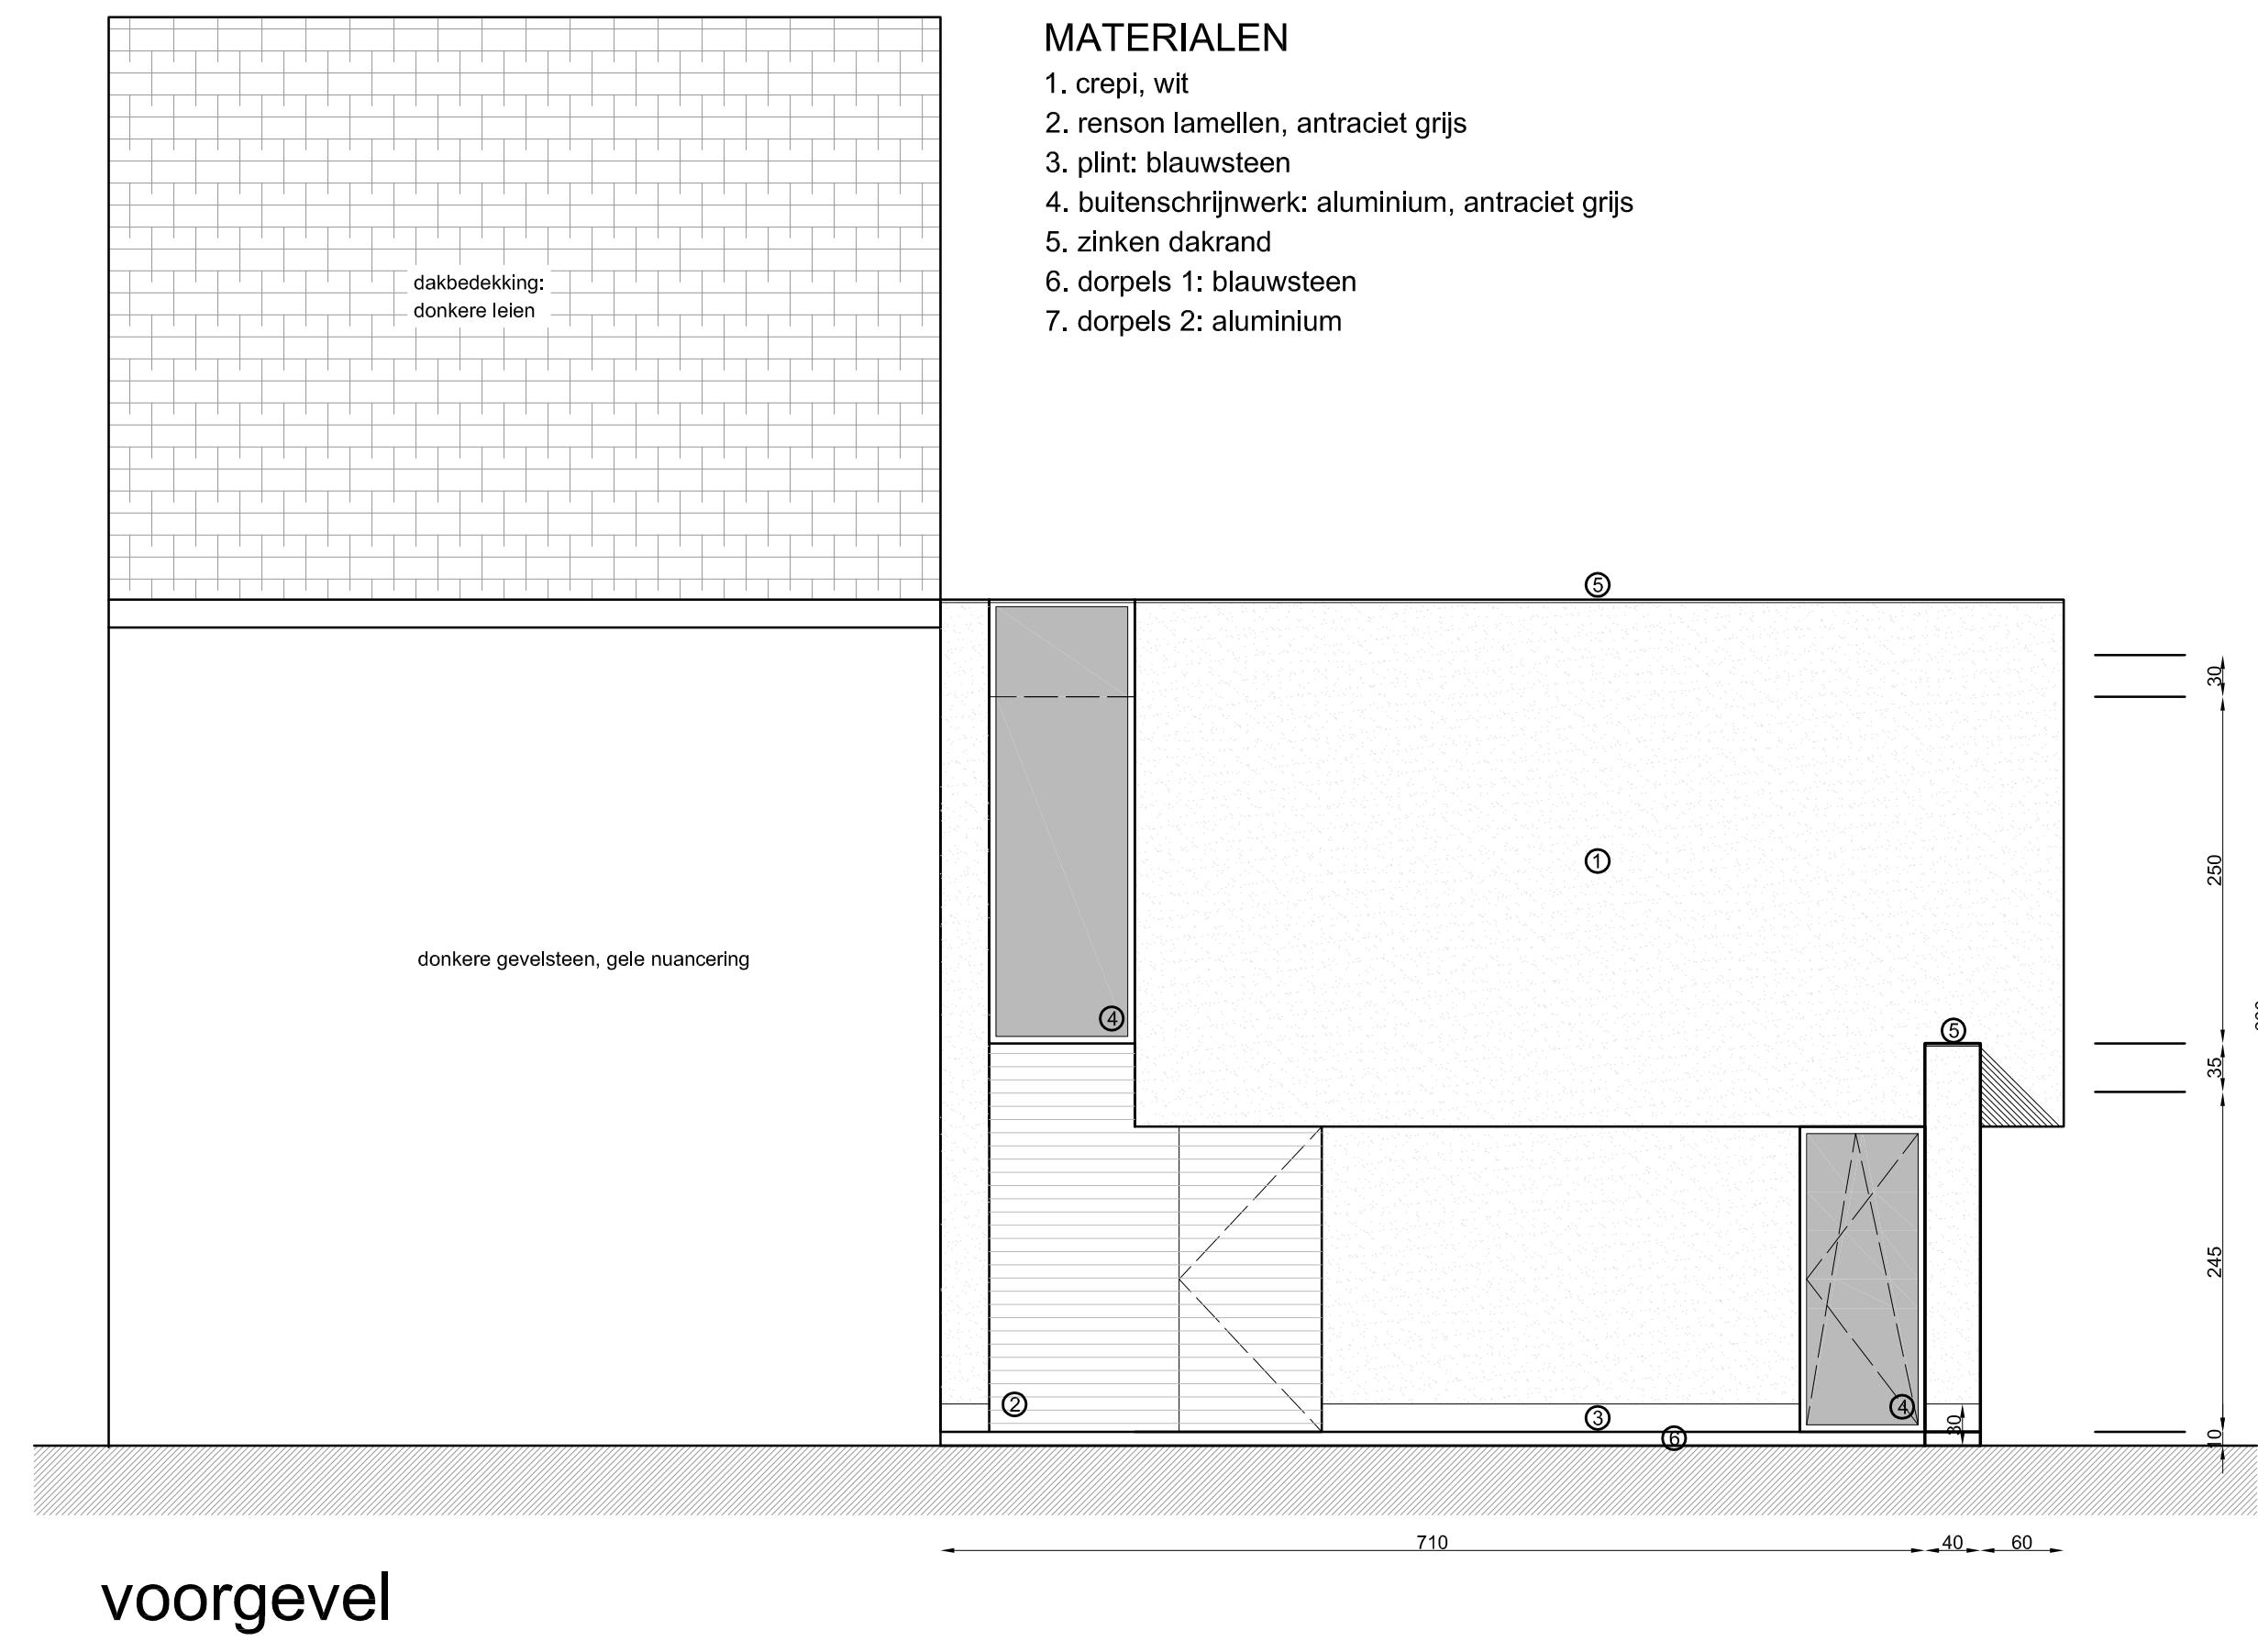 MATERIALEN
1. crepi, wit
2. renson lamellen, antraciet grijs
3. plint: blauwsteen
4. buitenschrijnwerk: aluminium, antraciet grijs
5. zinken dakrand
6. dorpels 1: blauwsteen
7. dorpels 2: aluminium
dakbedekking:
donkere leien
5
30
1
250
donkere gevelsteen, gele nuancering
4
5
35
245
2
4
3
30
6
10
710
40
60
voorgevel